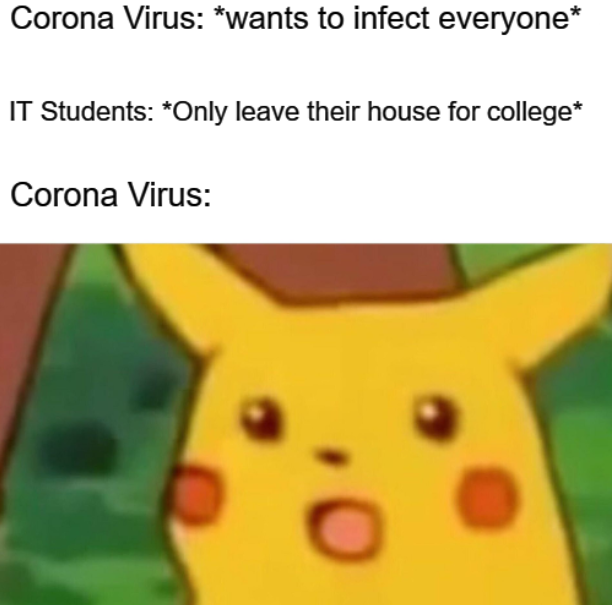 Corona Virus: *wants to infect everyone*
IT Students: *Only leave their house for college*
Corona Virus: